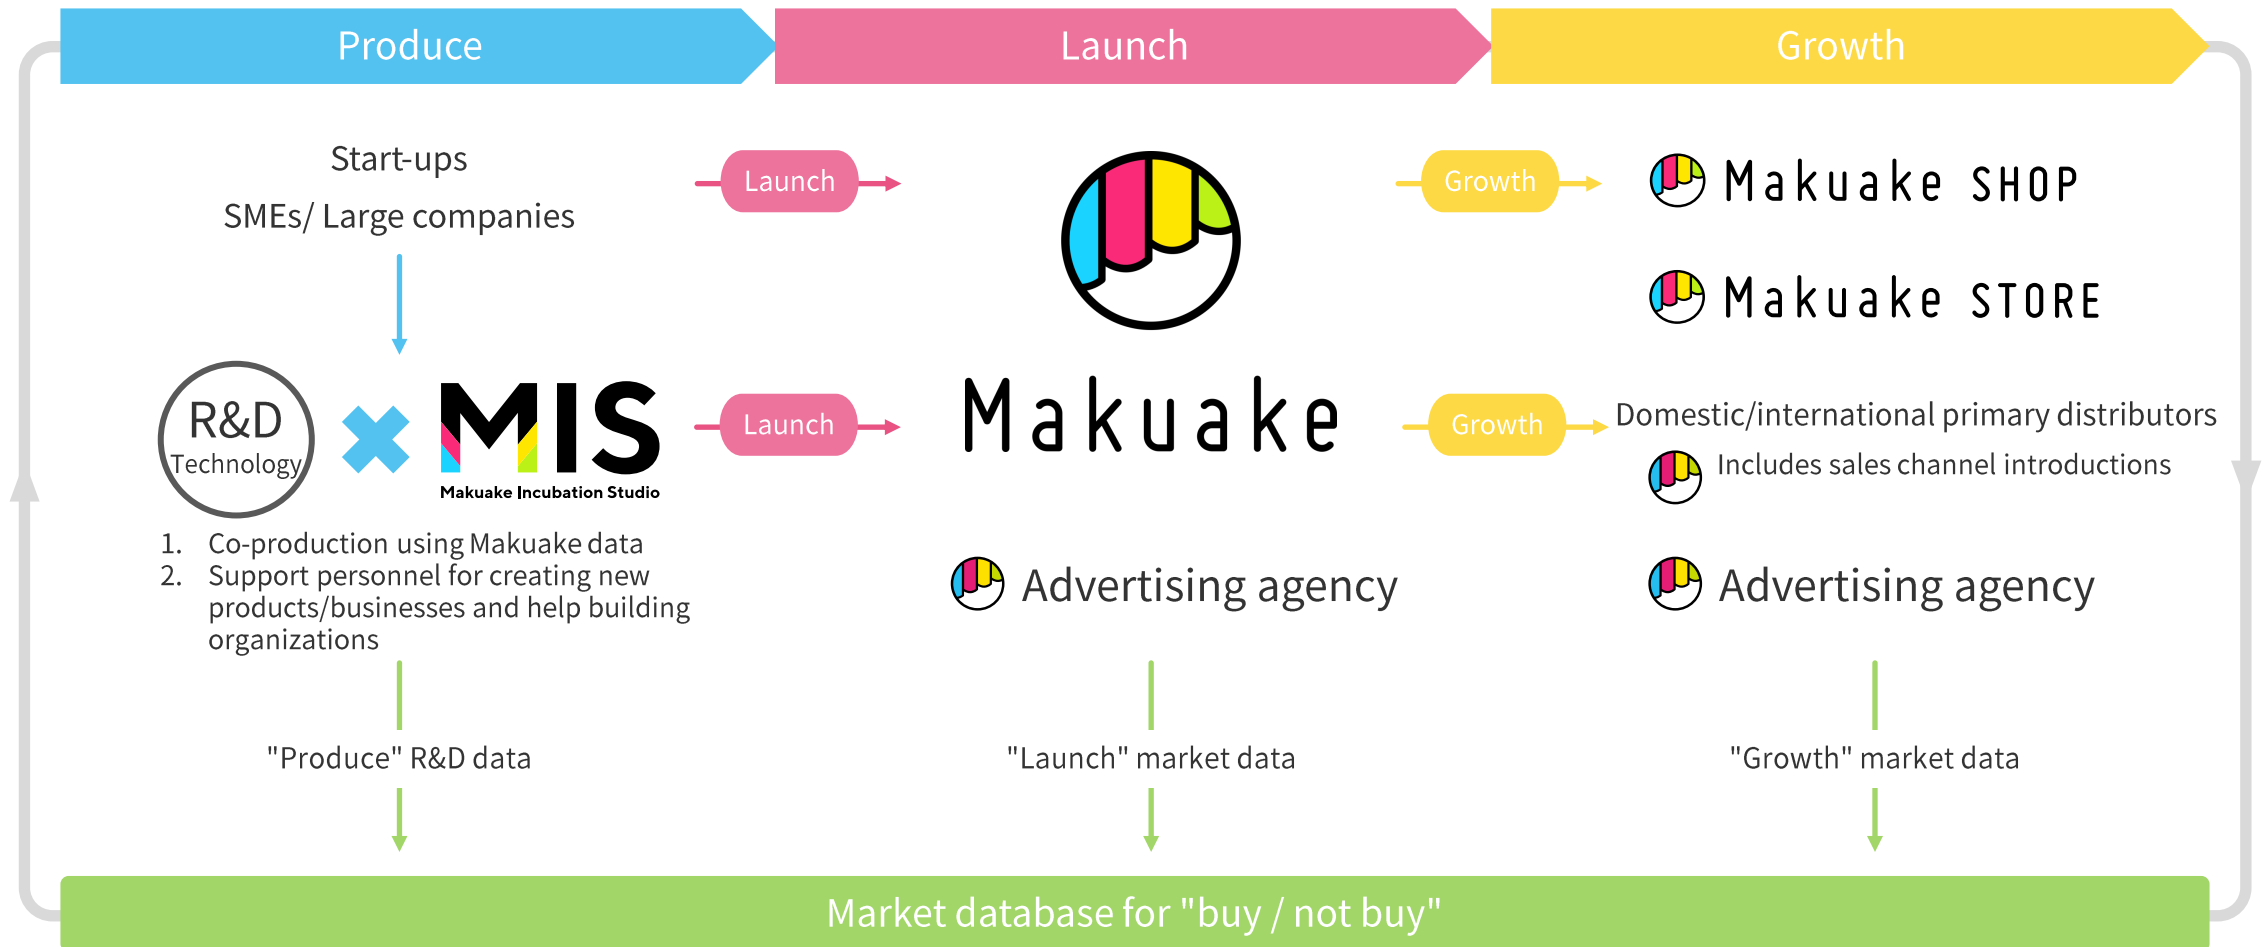 Produce
Launch
Growth
Start-ups
SMEs/ Large companies
Launch
Growth
Makuake SHOP
Makuake STORE
R&D
Technology
MIS
Makuake Incubation Studio
Launch
Makuake
Growth
Domestic/international primary distributors
Includes sales channel introductions
1. Co-production using Makuake data
2. Support personnel for creating new
products/businesses and help building
organizations
Advertising agency
Advertising agency
"Produce" R&D data
"Launch" market data
"Growth" market data
Market database for "buy / not buy"